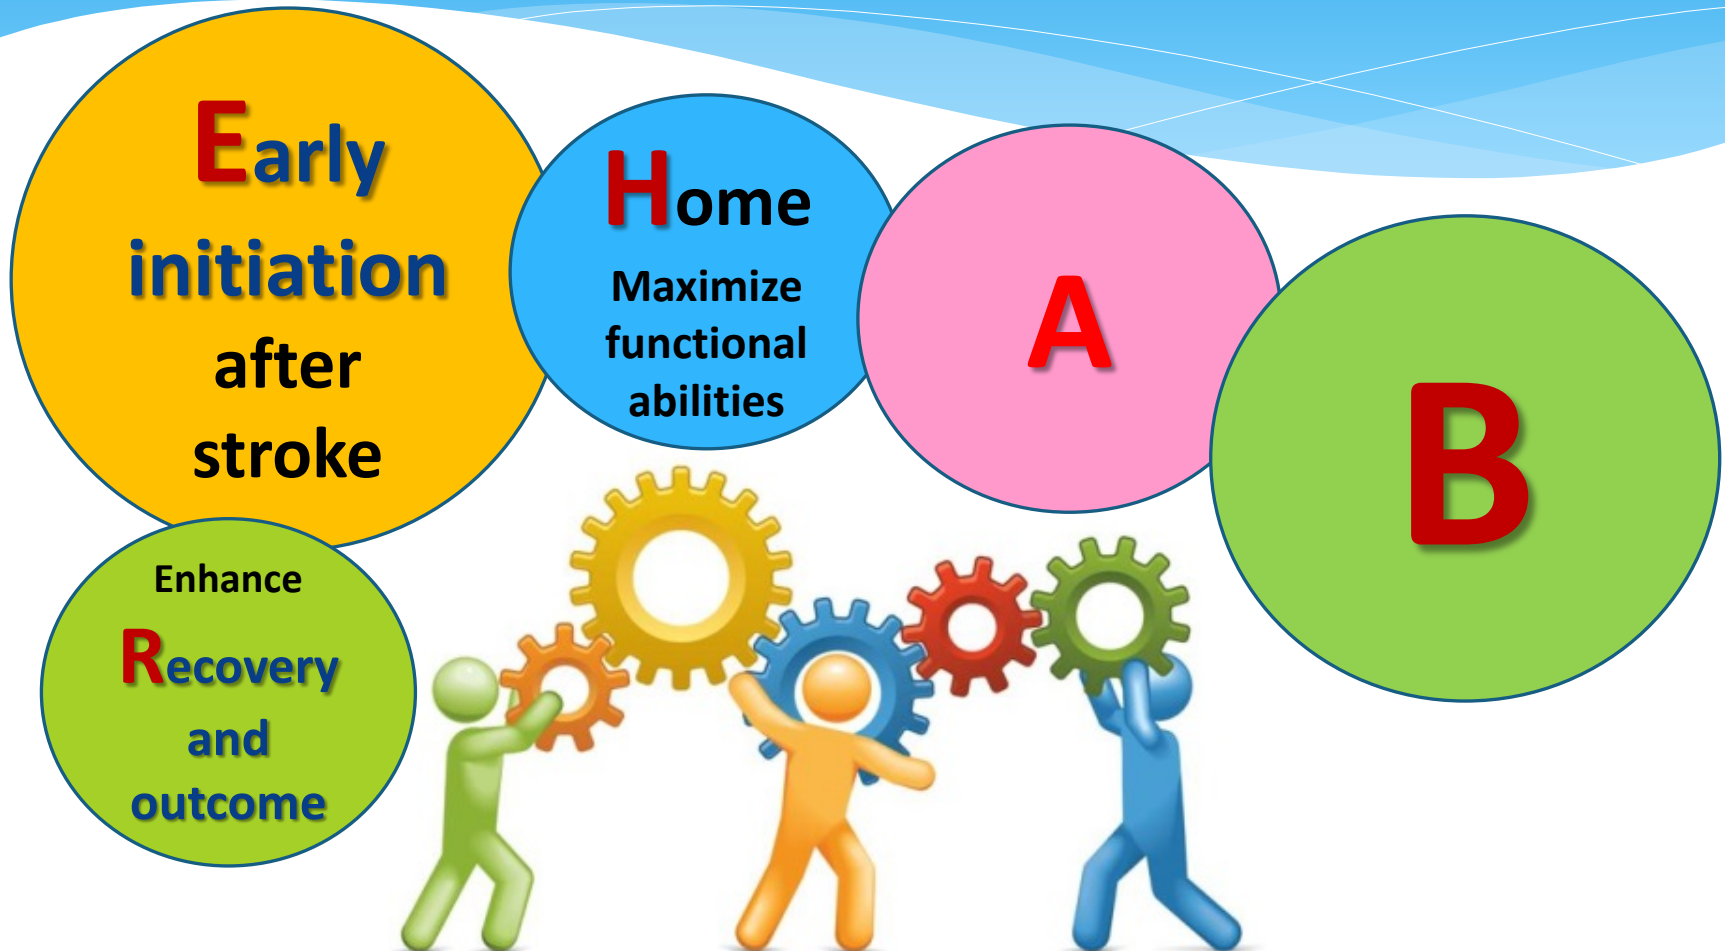 Early
initiation
after
stroke
Enhance
Recovery
and
outcome
Home
Maximize
functional
abilities
A
B